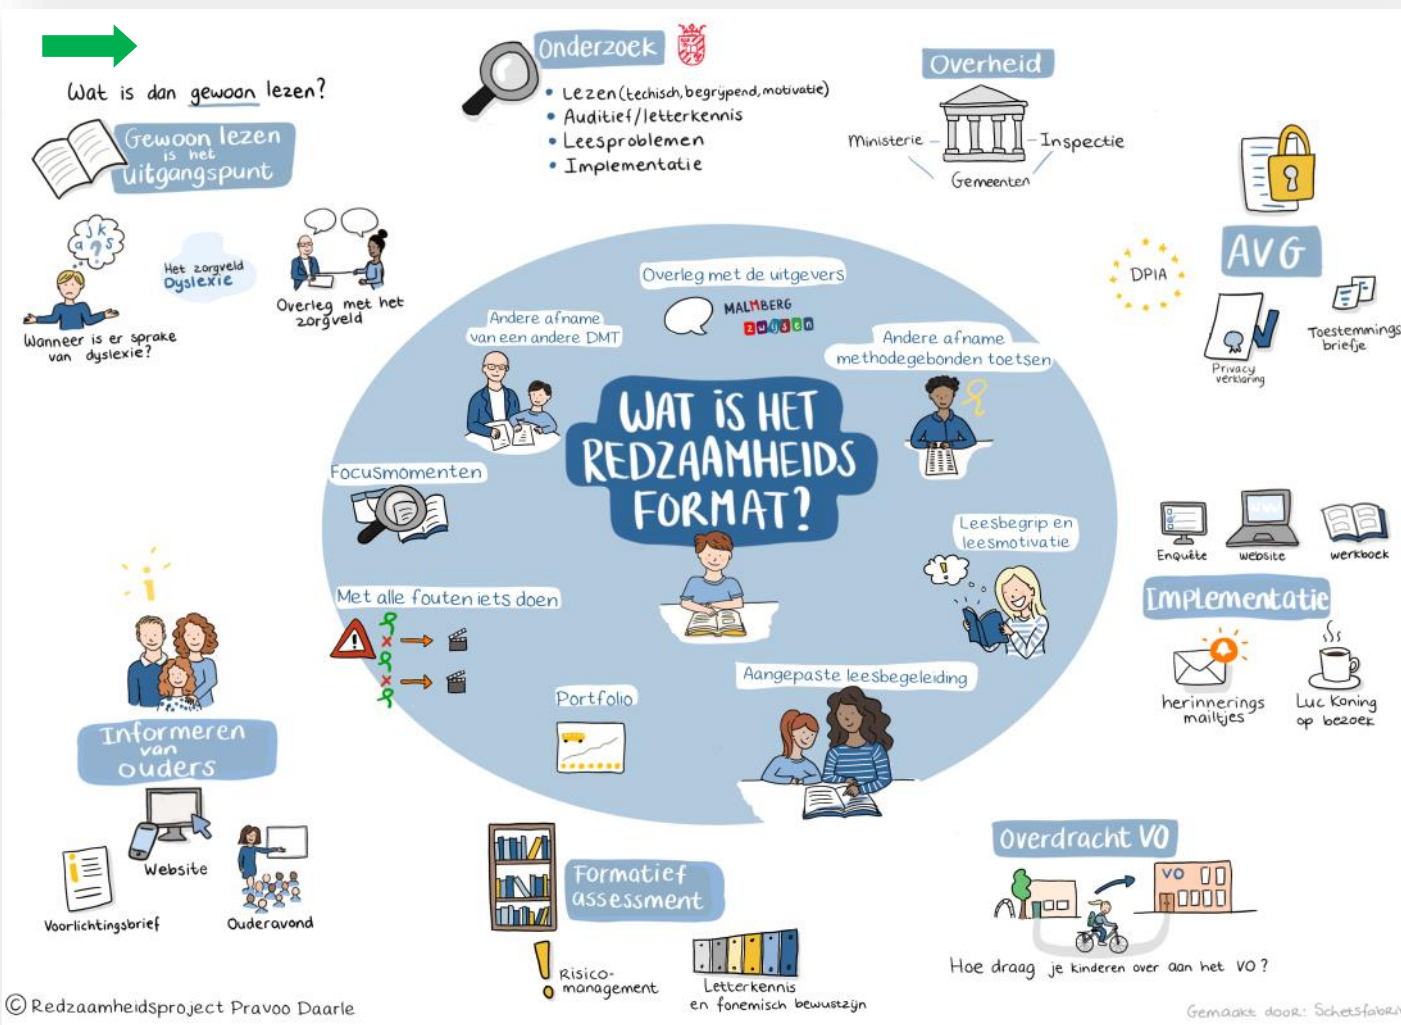 Wat is dan gewoon lezen?
Gewoon lezen
is het
uitgangspunt
j k
a ? s
Wanneer is er sprake
van dyslexie?
Het zorgveld
Dyslexie
Overleg met het
zorgveld
Onderzoek
• Lezen (techisch, begrijpend, motivatie)
• Auditief/letterkennis
• Leesproblemen
• Implementatie
Overheid
Ministerie
Inspectie
Gemeenten
AVG
DPIA
Privacy
verklaring
Toestemmings
briefje
Overleg met de uitgevers
MALMBERG
zwijsen
Andere afname
van een andere DMT
Andere afname
methodegebonden toetsen
WAT IS HET
REDZAAMHEIDS
FORMAT?
Focusmomenten
Leesbegrip en
leesmotivatie
!
Met alle fouten iets doen
!
Portfolio
Aangepaste leesbegeleiding
Enquête
website
werkboek
Implementatie
herinnerings
mailtjes
Luc Koning
op bezoek
i
Informeren
van
ouders
Website
Voorlichtingsbrief
Ouderavond
Formatief
assessment
Risico-
management
Letterkennis
en fonemisch bewustzijn
Overdracht VO
VO
Hoe draag je kinderen over aan het VO?
© Redzaamheidsproject Pravoo Daarle
Gemaakt door: